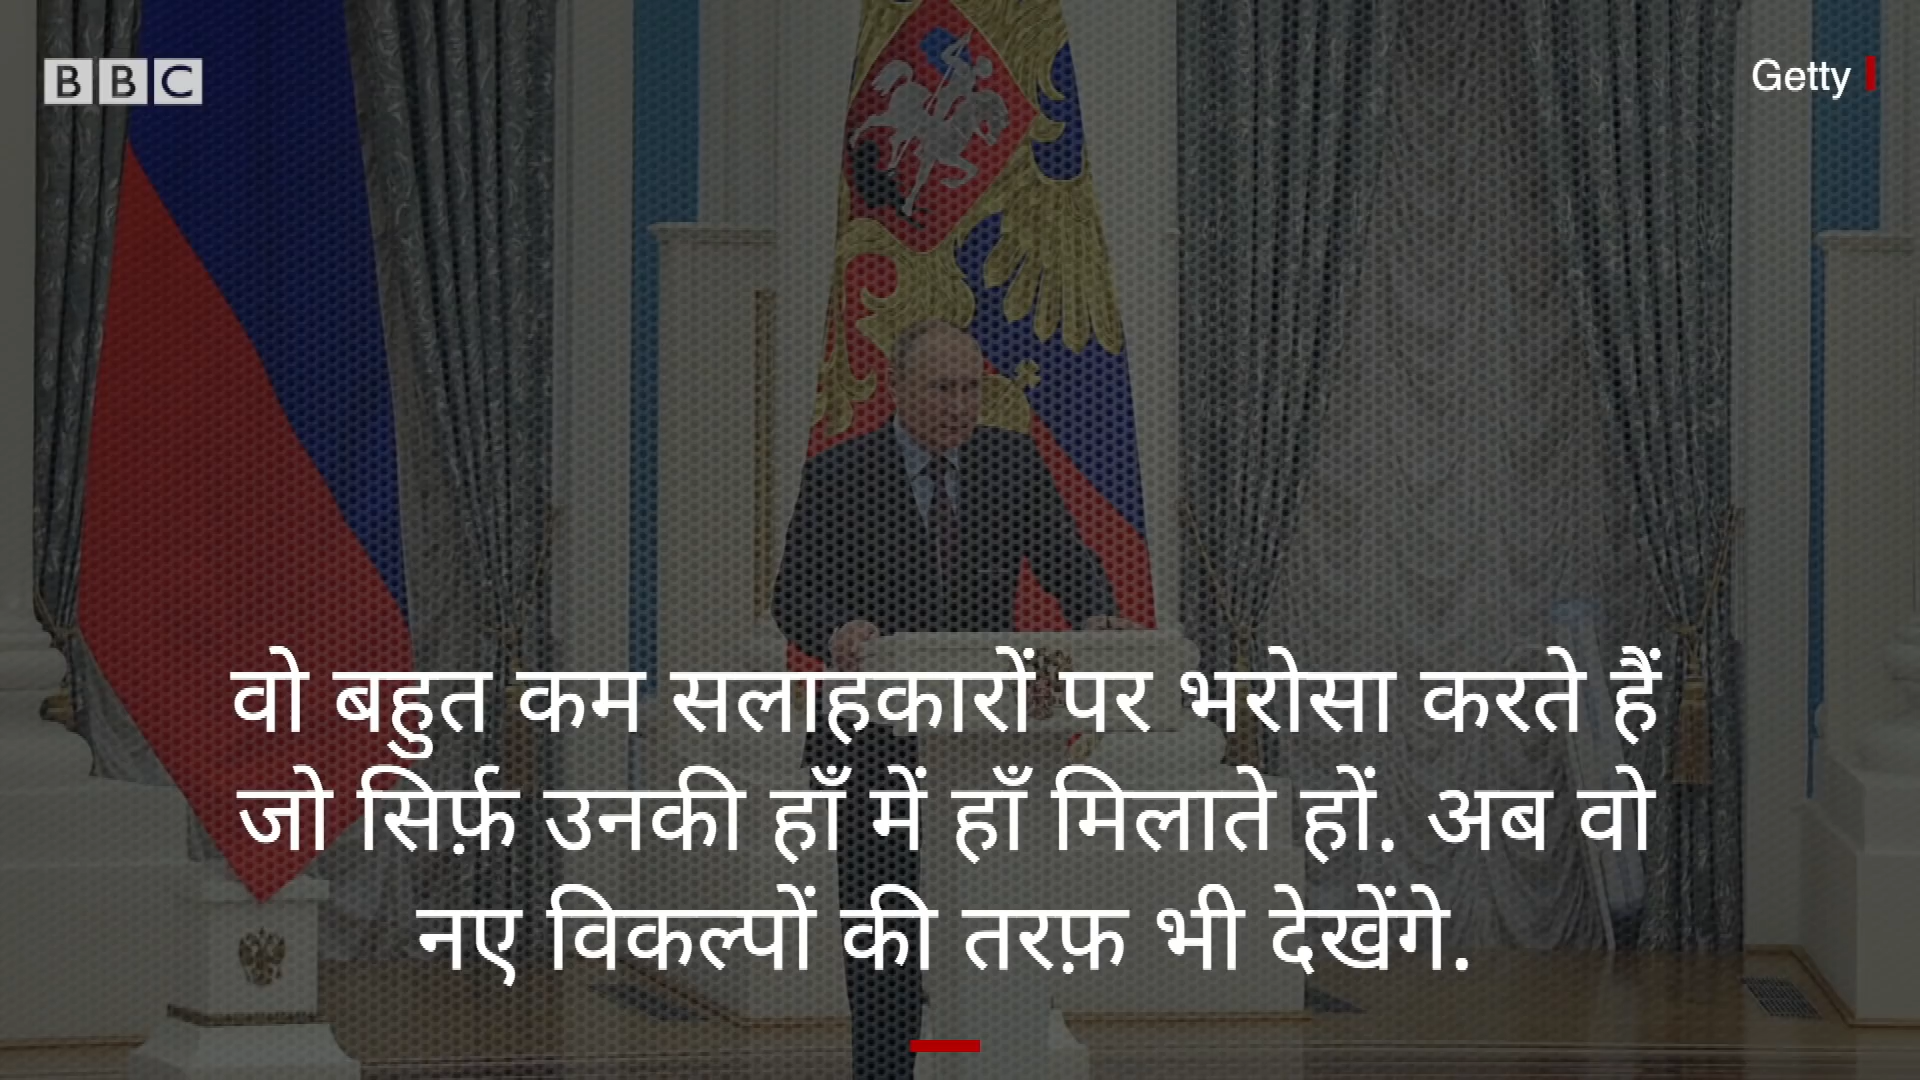 BBC
Getty
वो बहुत कम सलाहकारों पर भरोसा करते हैं
जो सिर्फ़ उनकी हाँ में हाँ मिलाते हों. अब वो
नए विकल्पों की तरफ़ भी देखेंगे.